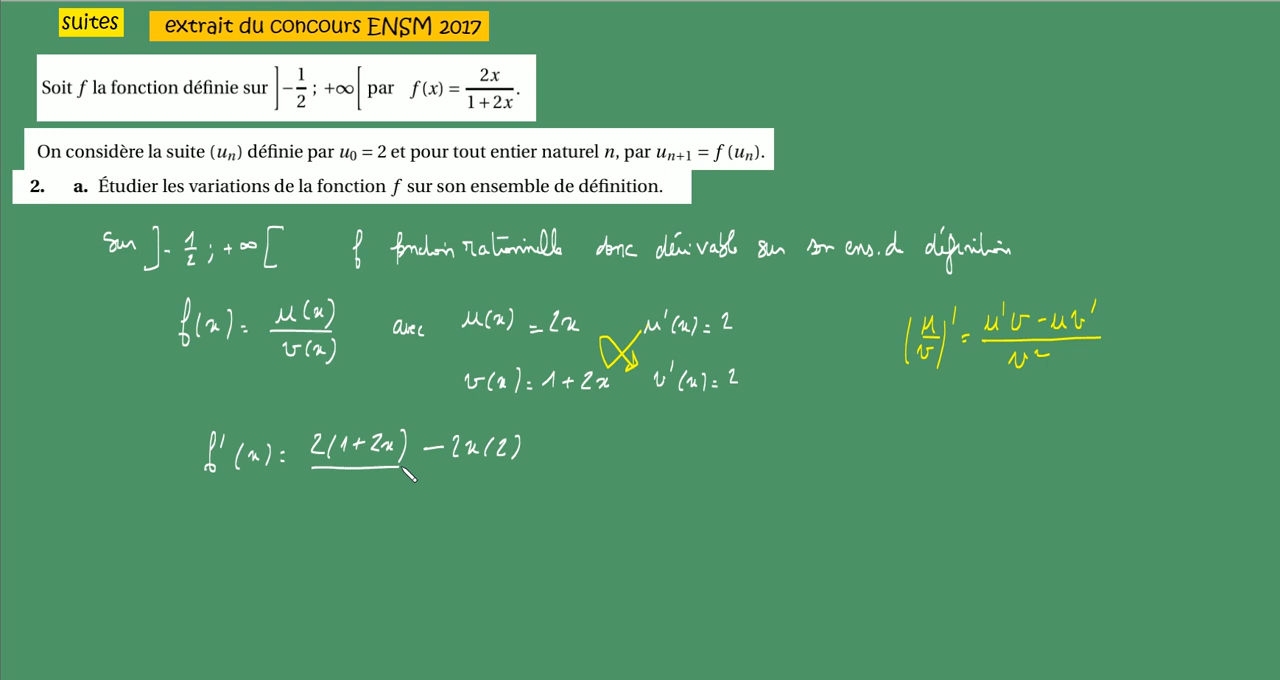 suites
extrait du concours ENSM 2017
Soit f la fonction définie sur ]-1/2 ; +∞[ par f(x) = 2x/(1+2x).
On considère la suite (uₙ) définie par u₀ = 2 et pour tout entier naturel n, par uₙ₊₁ = f(uₙ).
2. a. Étudier les variations de la fonction f sur son ensemble de définition.
Sur ]-1/2 ; +∞[ f fonction rationnelle donc dérivable sur son ens. d définition
f(x) = u(x)/v(x) avec u(x) = 2x u'(x) = 2 (u/v)' = (u'v - uv')/v²
v(x) = 1+2x v'(x) = 2
f'(x) = 2(1+2x) - 2x(2)